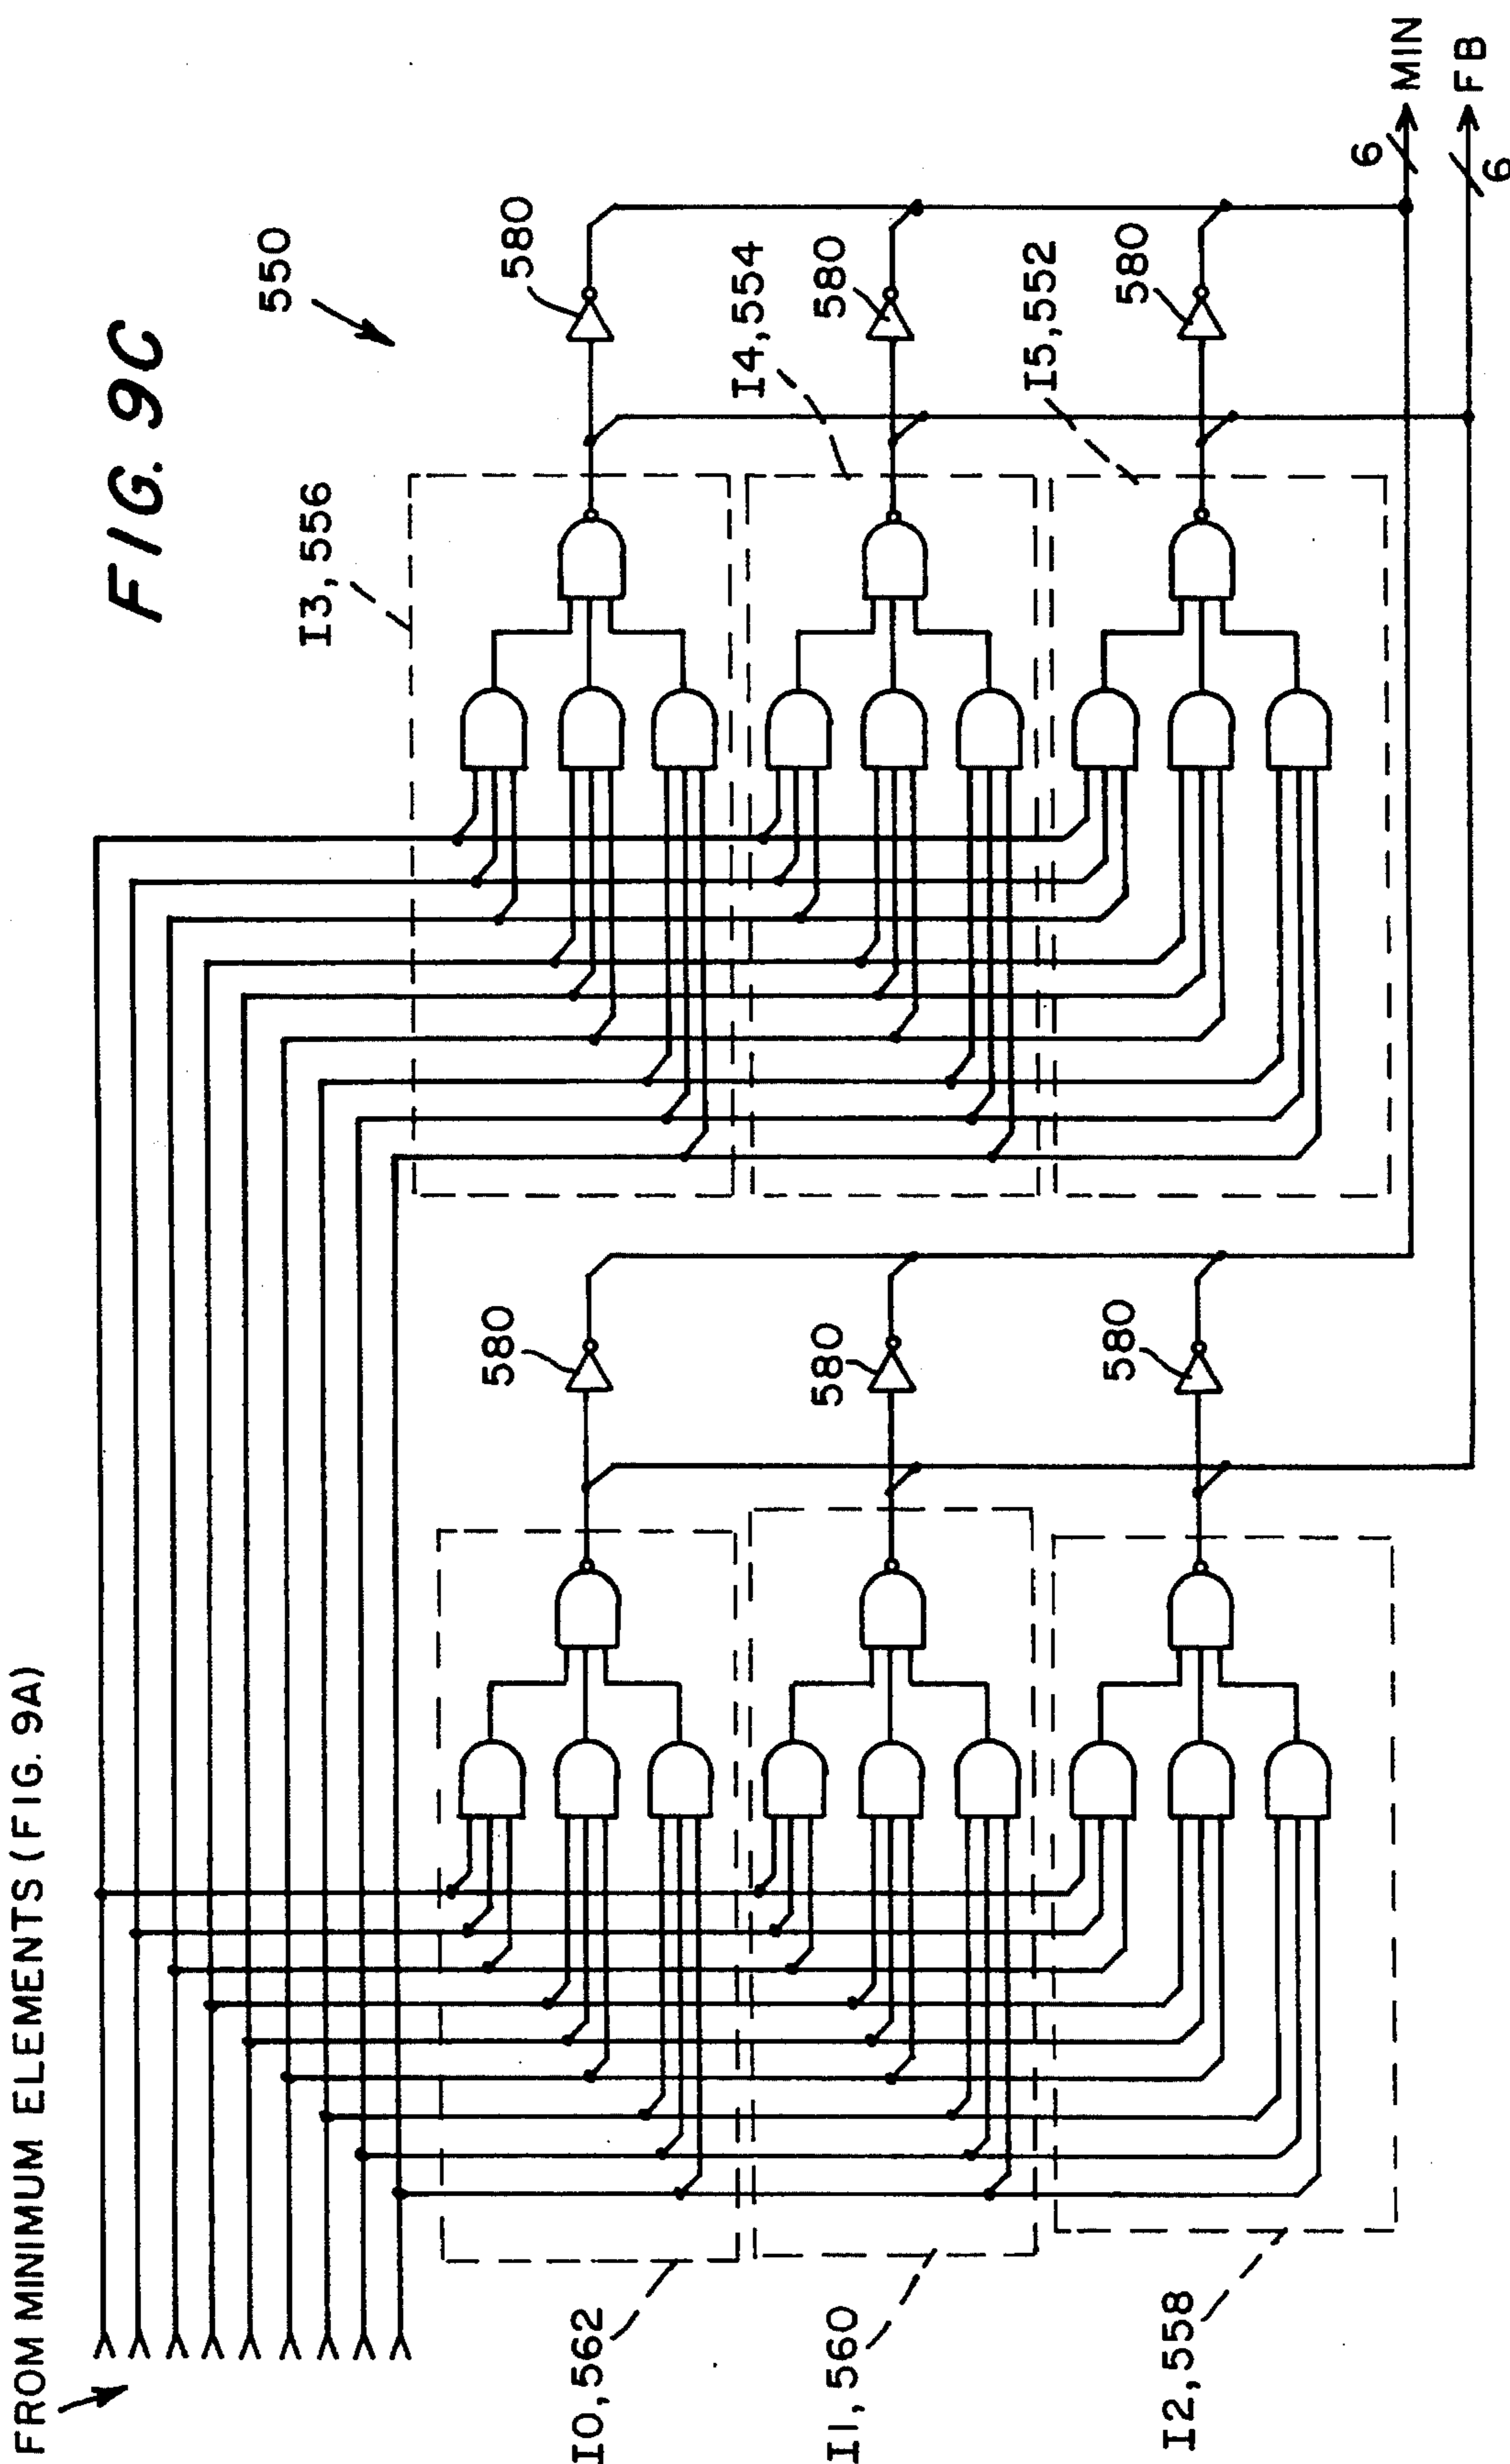 FIG. 9C
FROM MINIMUM ELEMENTS (FIG. 9A)
550
I3,556
580
I4,554
580
I5,552
580
6
MIN
FB
6
580
580
580
I0,562
I1,560
I2,558